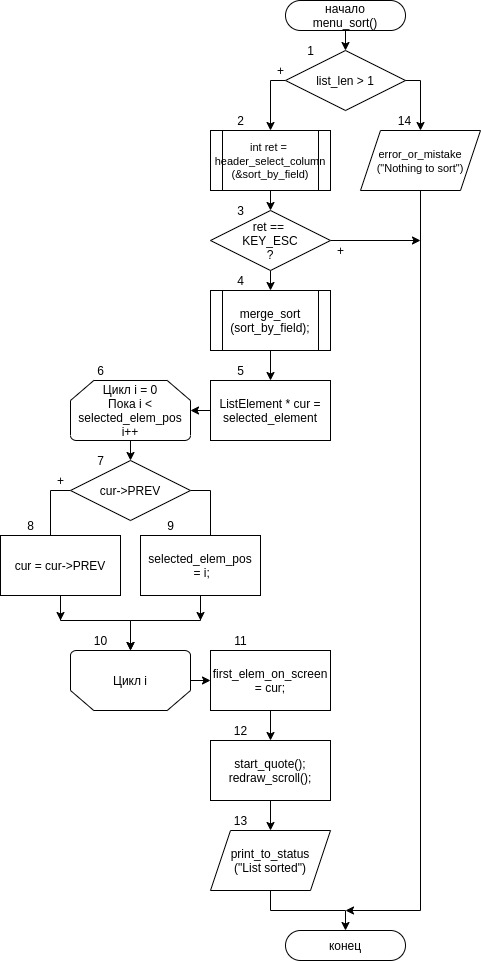 начало
menu_sort()
1
list_len > 1
+
2
int ret =
header_select_column
(&sort_by_field)
14
error_or_mistake
("Nothing to sort")
3
ret ==
KEY_ESC
?
+
4
merge_sort
(sort_by_field);
5
ListElement * cur =
selected_element
6
Цикл i = 0
Пока i <
selected_elem_pos
i++
7
cur->PREV
+
8
cur = cur->PREV
9
selected_elem_pos
= i;
10
Цикл i
11
first_elem_on_screen
= cur;
12
start_quote();
redraw_scroll();
13
print_to_status
("List sorted")
конец